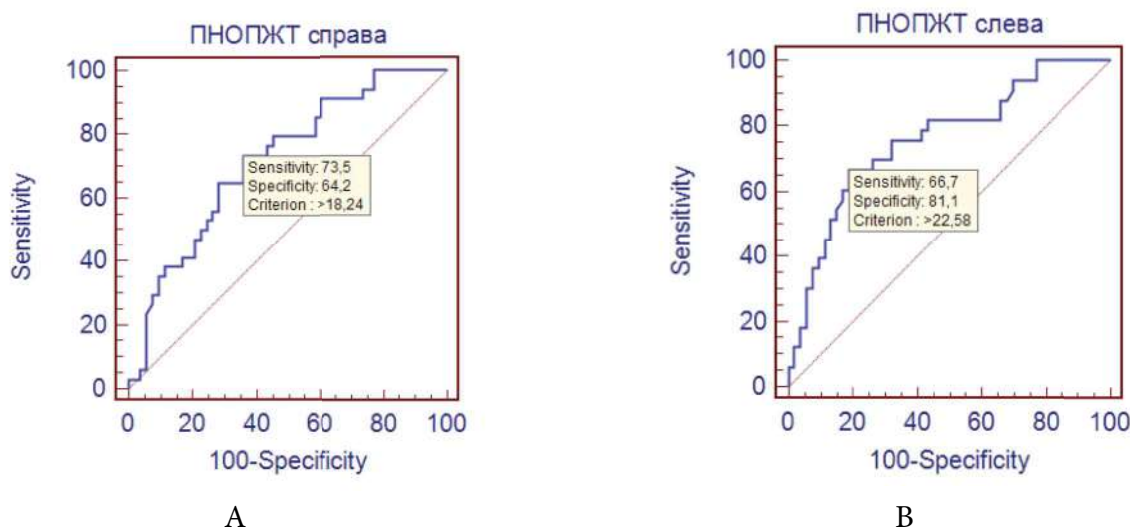 ПНОПЖТ справа
100
80
60
40
20
0
Sensitivity
Sensitivity: 73,5
Specificity: 64,2
Criterion : >18,24
0 20 40 60 80 100
100-Specificity
A
ПНОПЖТ слева
100
80
60
40
20
0
Sensitivity
Sensitivity: 66,7
Specificity: 81,1
Criterion : >22,58
0 20 40 60 80 100
100-Specificity
B